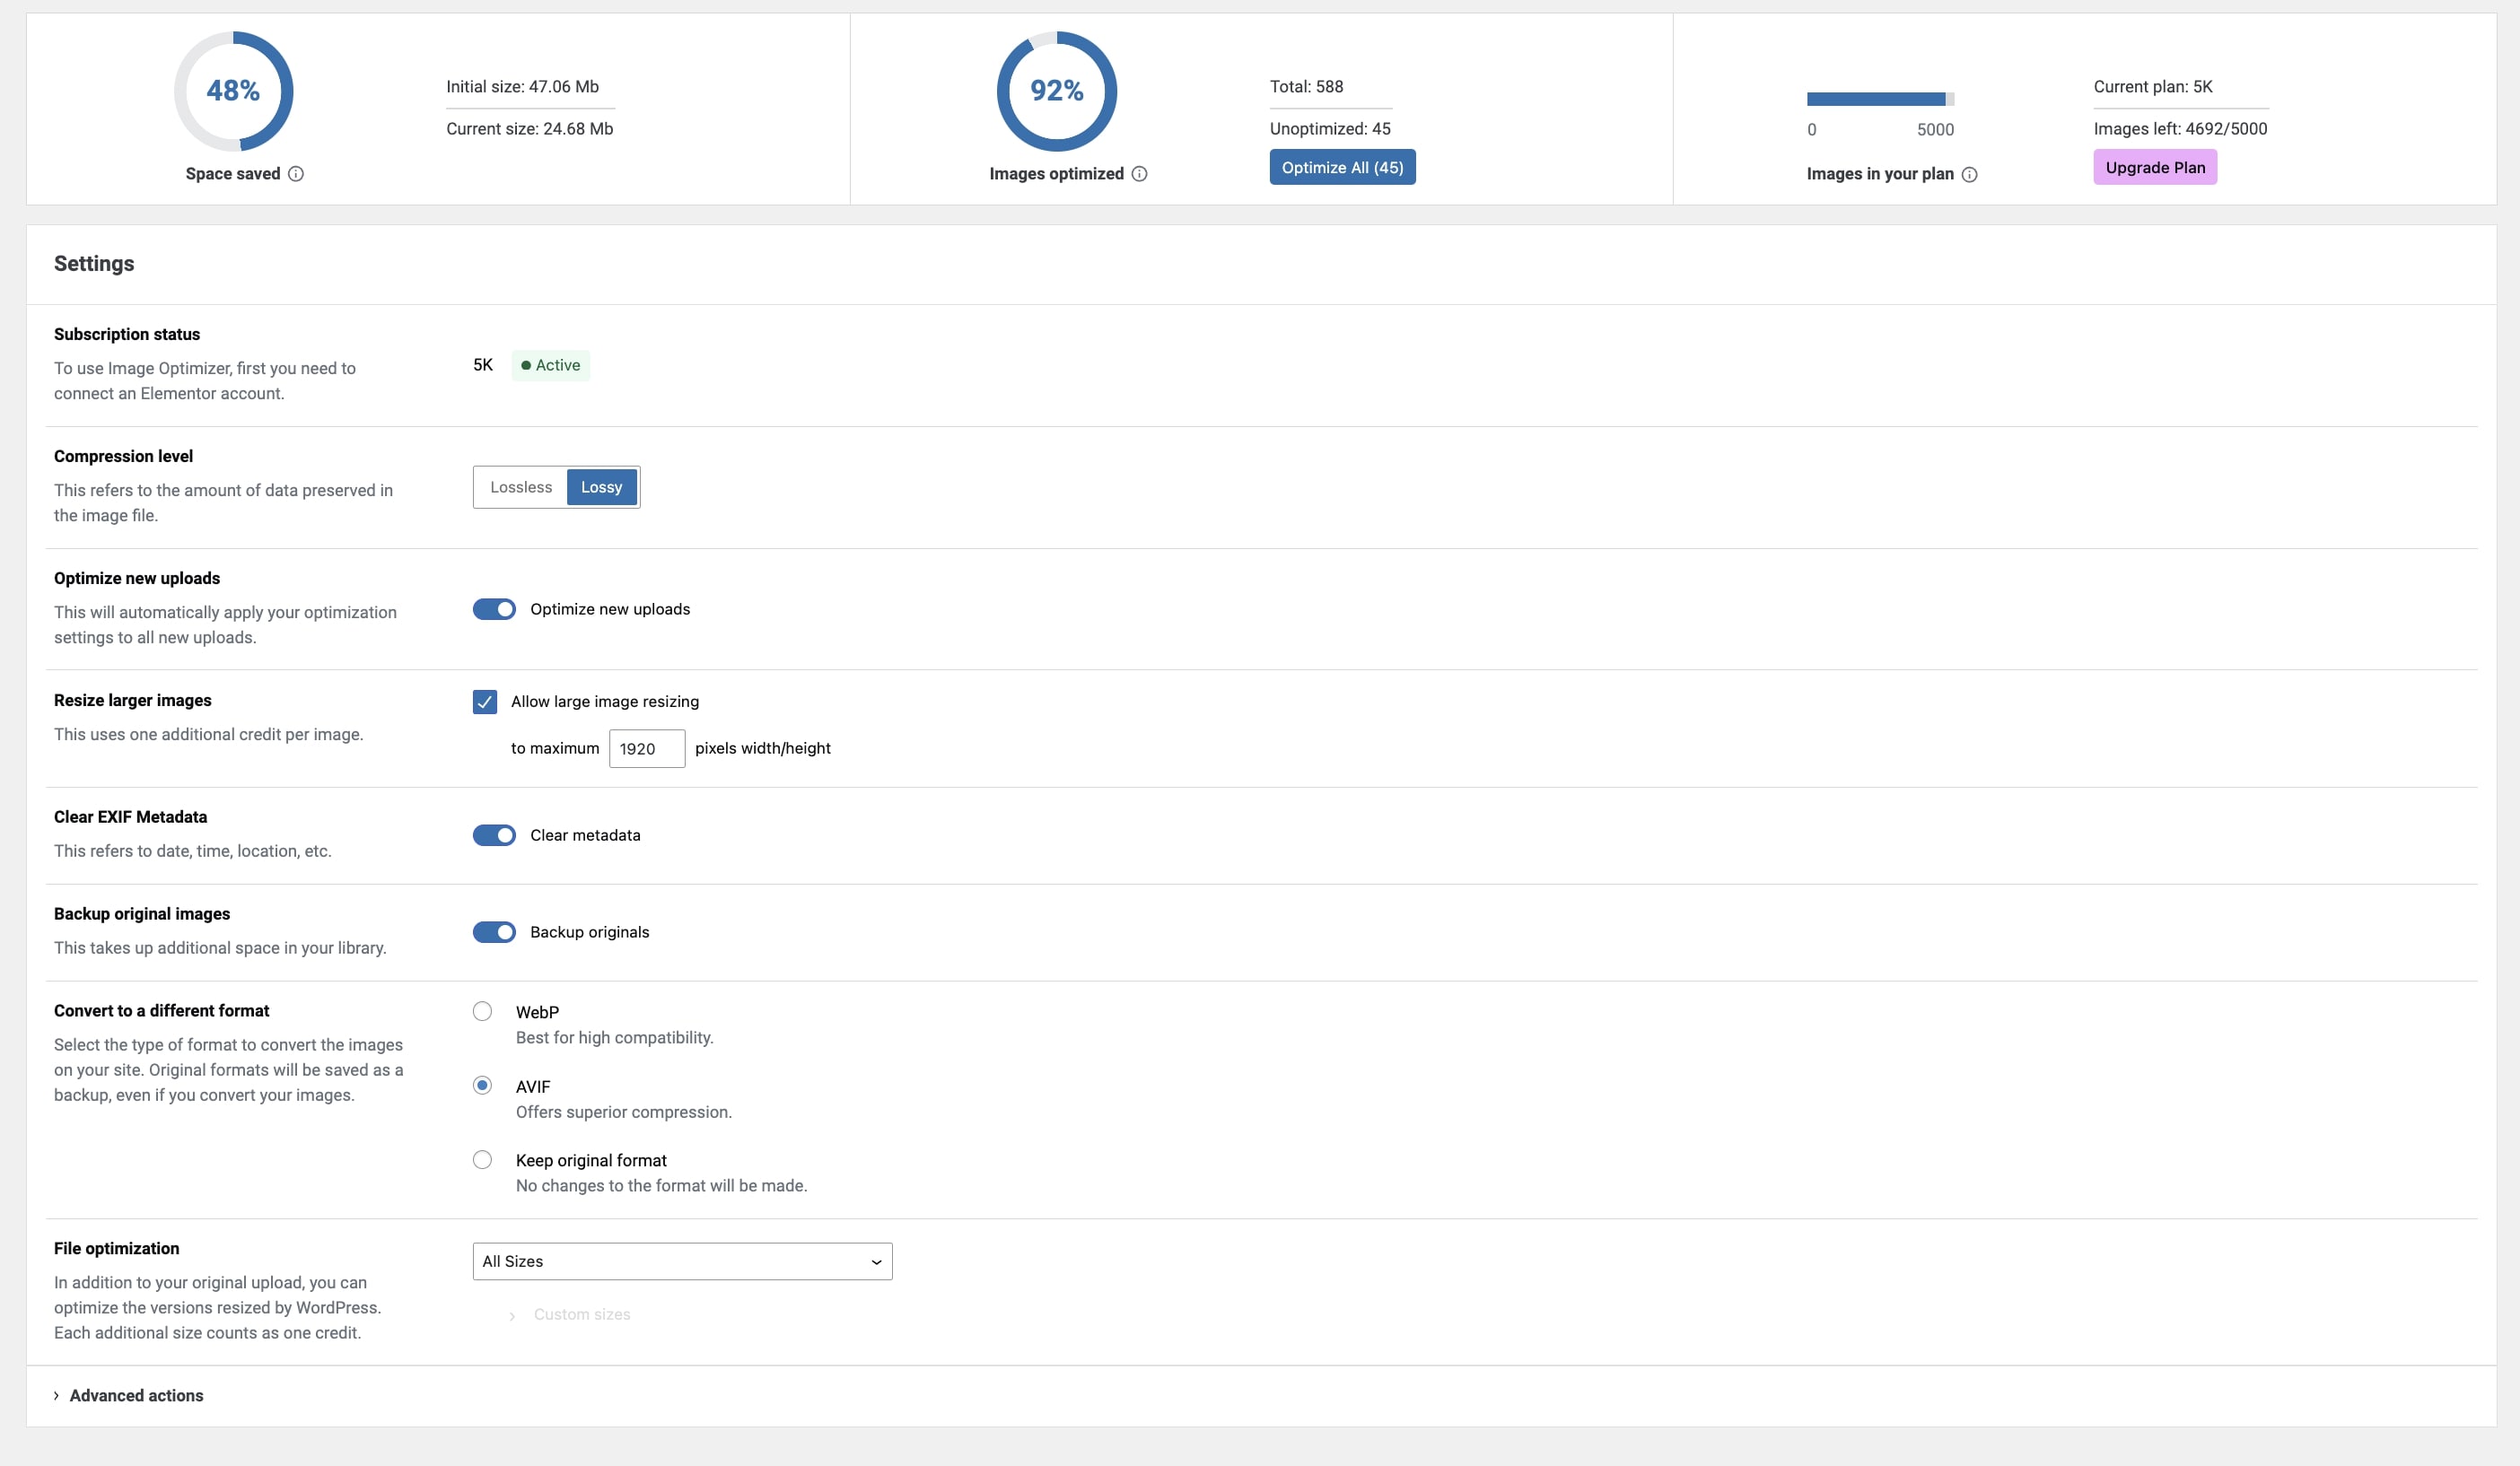 48%
Space saved
Initial size: 47.06 Mb
Current size: 24.68 Mb
92%
Images optimized
Total: 588
Unoptimized: 45
Optimize All (45)
0 5000
Images in your plan
Current plan: 5K
Images left: 4692/5000
Upgrade Plan
Settings
Subscription status
To use Image Optimizer, first you need to
connect an Elementor account.
5K Active
Compression level
This refers to the amount of data preserved in
the image file.
Lossless Lossy
Optimize new uploads
This will automatically apply your optimization
settings to all new uploads.
Optimize new uploads
Resize larger images
This uses one additional credit per image.
Allow large image resizing
to maximum 1920 pixels width/height
Clear EXIF Metadata
This refers to date, time, location, etc.
Clear metadata
Backup original images
This takes up additional space in your library.
Backup originals
Convert to a different format
Select the type of format to convert the images
on your site. Original formats will be saved as a
backup, even if you convert your images.
WebP
Best for high compatibility.
AVIF
Offers superior compression.
Keep original format
No changes to the format will be made.
File optimization
In addition to your original upload, you can
optimize the versions resized by WordPress.
Each additional size counts as one credit.
All Sizes
Custom sizes
Advanced actions